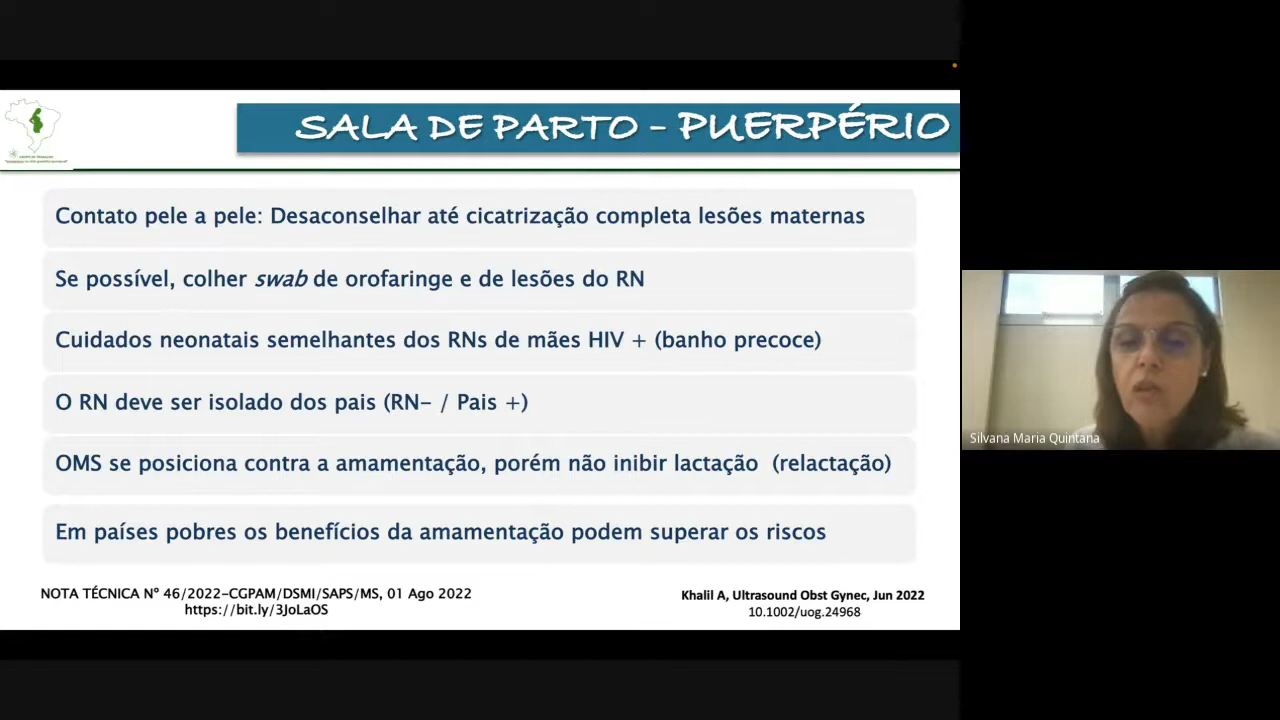 SALA DE PARTO - PUERPÉRIO
Contato pele a pele: Desaconselhar até cicatrização completa lesões maternas
Se possível, colher swab de orofaringe e de lesões do RN
Cuidados neonatais semelhantes dos RNs de mães HIV + (banho precoce)
O RN deve ser isolado dos pais (RN- / Pais +)
OMS se posiciona contra a amamentação, porém não inibir lactação (relactação)
Em países pobres os benefícios da amamentação podem superar os riscos
NOTA TÉCNICA Nº 46/2022-CGPAM/DSMI/SAPS/MS, 01 Ago 2022
https://bit.ly/3JoLaOS
Khalil A, Ultrasound Obst Gynec, Jun 2022
10.1002/uog.24968
Silvana Maria Quintana